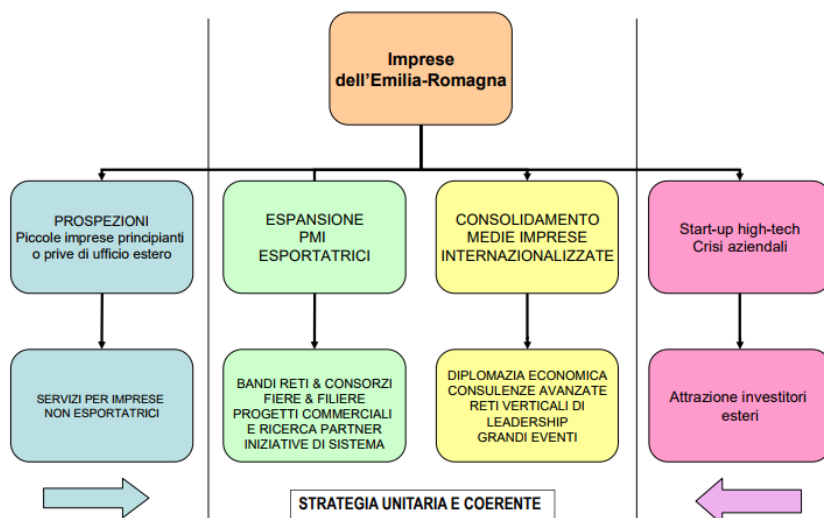 Imprese
dell'Emilia-Romagna
PROSPEZIONI
Piccole imprese principianti
o prive di ufficio estero
ESPANSIONE
PMI
ESPORTATRICI
CONSOLIDAMENTO
MEDIE IMPRESE
INTERNAZIONALIZZATE
Start-up high-tech
Crisi aziendali
SERVIZI PER IMPRESE
NON ESPORTATRICI
BANDI RETI & CONSORZI
FIERE & FILIERE
PROGETTI COMMERCIALI
E RICERCA PARTNER
INIZIATIVE DI SISTEMA
DIPLOMAZIA ECONOMICA
CONSULENZE AVANZATE
RETI VERTICALI DI
LEADERSHIP
GRANDI EVENTI
Attrazione investitori
esteri
STRATEGIA UNITARIA E COERENTE